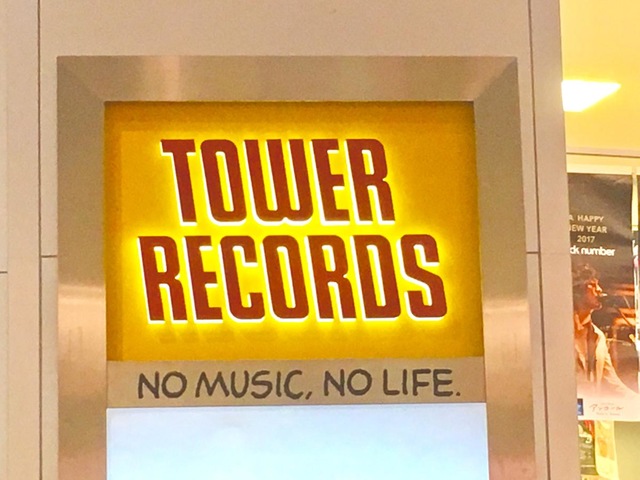 TOWER
RECORDS
NO MUSIC, NO LIFE.
A HAPPY
NEW YEAR
2017
ck number